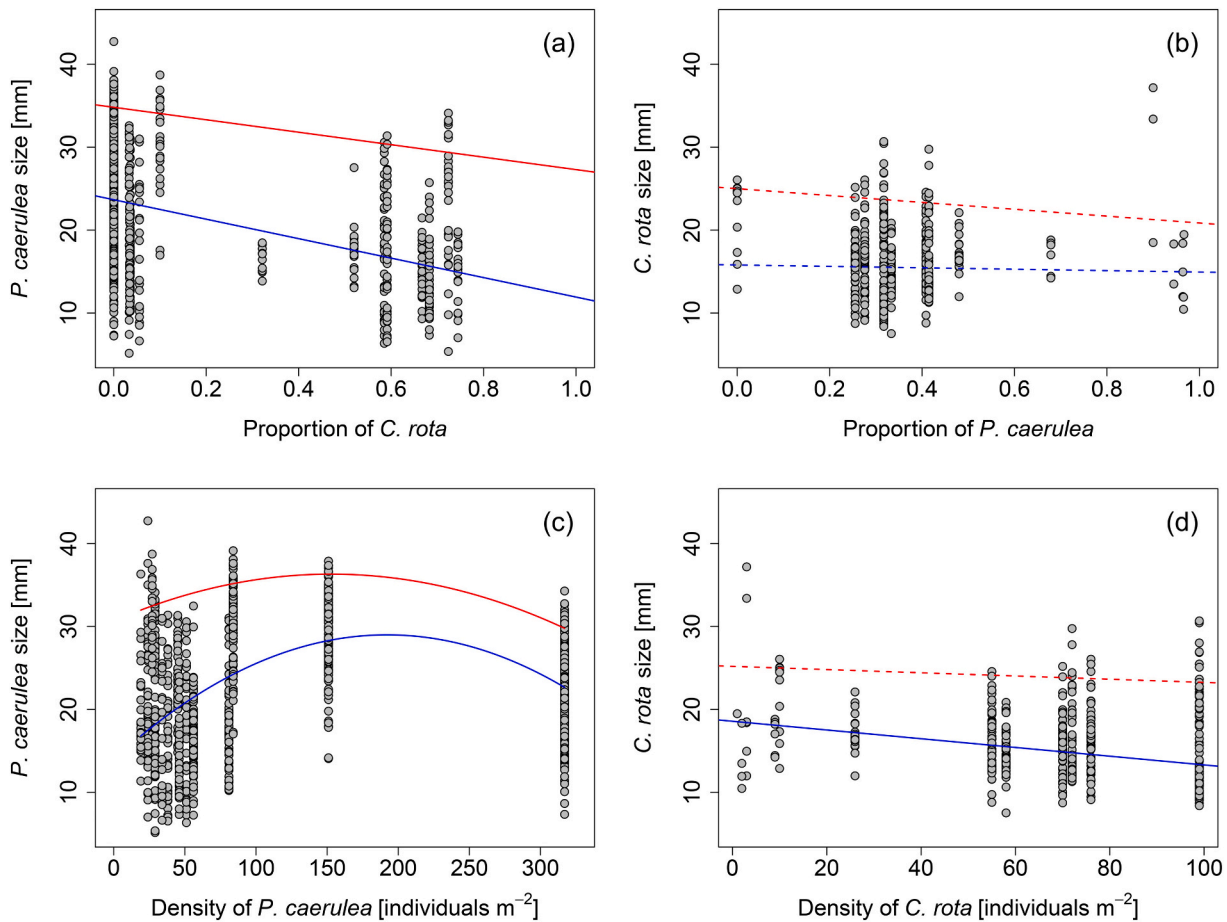 (a)
P. caerulea size [mm]
40
30
20
10
0.0 0.2 0.4 0.6 0.8 1.0
Proportion of C. rota
(b)
C. rota size [mm]
40
30
20
10
0.0 0.2 0.4 0.6 0.8 1.0
Proportion of P. caerulea
(c)
P. caerulea size [mm]
40
30
20
10
0 50 100 150 200 250 300
Density of P. caerulea [individuals m⁻²]
(d)
C. rota size [mm]
40
30
20
10
0 20 40 60 80 100
Density of C. rota [individuals m⁻²]